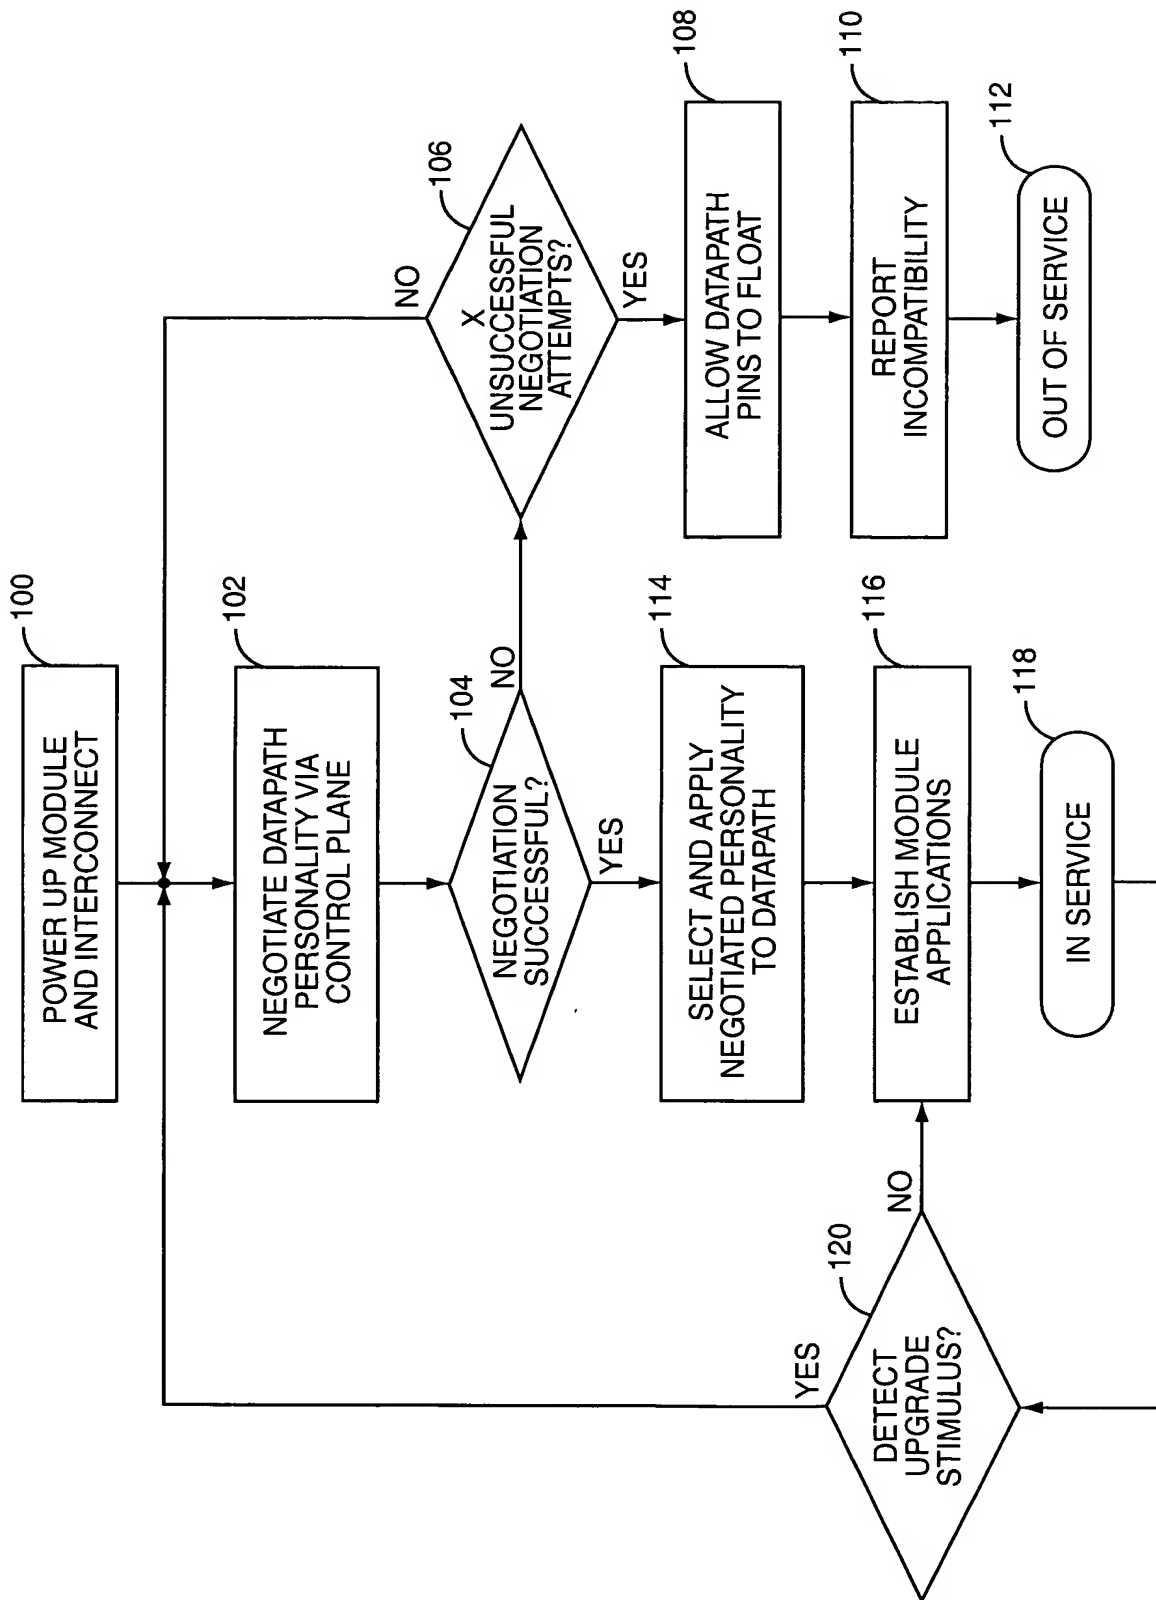 100
POWER UP MODULE
AND INTERCONNECT
102
NEGOTIATE DATAPATH
PERSONALITY VIA
CONTROL PLANE
104
NEGOTIATION
SUCCESSFUL?
NO
YES
106
X
UNSUCCESSFUL
NEGOTIATION
ATTEMPTS?
NO
YES
108
ALLOW DATAPATH
PINS TO FLOAT
110
REPORT
INCOMPATIBILITY
112
OUT OF SERVICE
114
SELECT AND APPLY
NEGOTIATED PERSONALITY
TO DATAPATH
116
ESTABLISH MODULE
APPLICATIONS
118
IN SERVICE
120
DETECT
UPGRADE
STIMULUS?
YES
NO